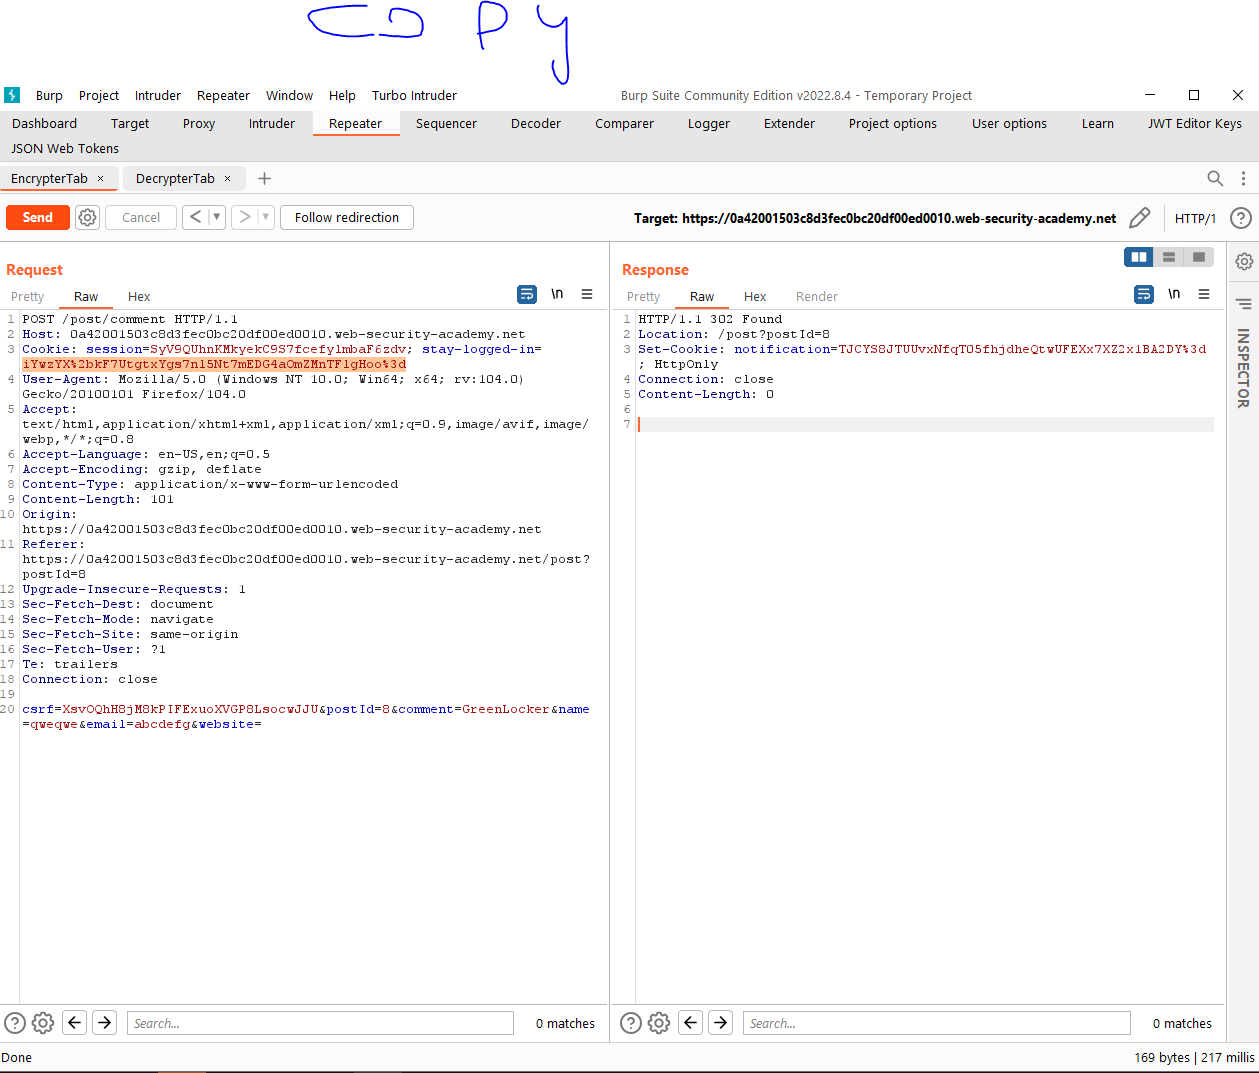 COPY
Burp Project Intruder Repeater Window Help Turbo Intruder Burp Suite Community Edition v2022.8.4 - Temporary Project
Dashboard Target Proxy Intruder Repeater Sequencer Decoder Comparer Logger Extender Project options User options Learn JWT Editor Keys
JSON Web Tokens
EncrypterTab × DecrypterTab × +
Send Cancel < > Follow redirection Target: https://0a42001503c8d3fec0bc20df00ed0010.web-security-academy.net HTTP/1
Request
Pretty Raw Hex \n
1 POST /post/comment HTTP/1.1
2 Host: 0a42001503c8d3fec0bc20df00ed0010.web-security-academy.net
3 Cookie: session=SyV9QUhnKMkyekC9S7fcefylmbaF6zdv; stay-logged-in=
iYwzYX%2bkF7UtgtxYgs7nl5Nt7mEDG4aOmZMnTFlgHoo%3d
4 User-Agent: Mozilla/5.0 (Windows NT 10.0; Win64; x64; rv:104.0)
Gecko/20100101 Firefox/104.0
5 Accept:
text/html,application/xhtml+xml,application/xml;q=0.9,image/avif,image/
webp,*/*;q=0.8
6 Accept-Language: en-US,en;q=0.5
7 Accept-Encoding: gzip, deflate
8 Content-Type: application/x-www-form-urlencoded
9 Content-Length: 101
10 Origin:
https://0a42001503c8d3fec0bc20df00ed0010.web-security-academy.net
11 Referer:
https://0a42001503c8d3fec0bc20df00ed0010.web-security-academy.net/post?
postId=8
12 Upgrade-Insecure-Requests: 1
13 Sec-Fetch-Dest: document
14 Sec-Fetch-Mode: navigate
15 Sec-Fetch-Site: same-origin
16 Sec-Fetch-User: ?1
17 Te: trailers
18 Connection: close
19
20 csrf=XsvOQhH8jM8kPIFExuoXVGP8LsocwJJU&postId=8&comment=GreenLocker&name
=qweqwe&email=abcdefg&website=
Response
Pretty Raw Hex Render \n
1 HTTP/1.1 302 Found
2 Location: /post?postId=8
3 Set-Cookie: notification=TJCYS8JTUUvxNfqTO5fhjdheQtwUFEXx7XZ2x1BA2DY%3d
; HttpOnly
4 Connection: close
5 Content-Length: 0
6
7
INSPECTOR
Search... 0 matches
Search... 0 matches
Done 169 bytes | 217 millis